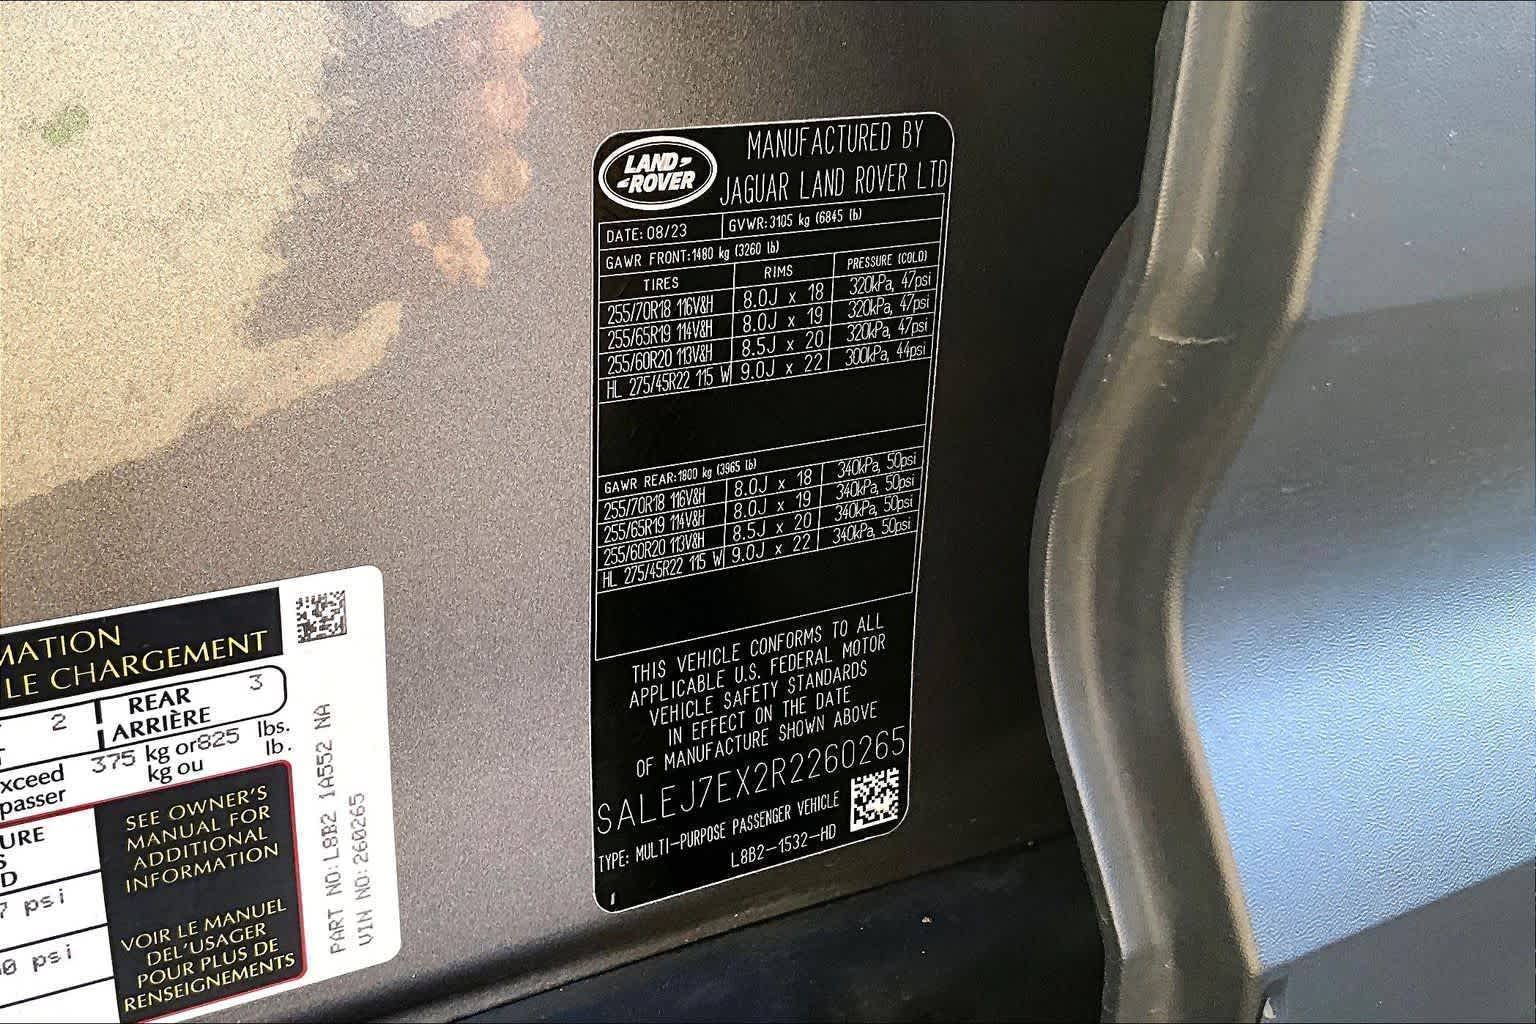 LAND ROVER
MANUFACTURED BY
JAGUAR LAND ROVER LTD
DATE: 08/23 GVWR: 3105 kg (6845 lb)
GAWR FRONT: 1480 kg (3260 lb)
TIRES RIMS PRESSURE (COLD)
255/70R18 116V&H 8.0J x 18 320kPa, 47psi
255/65R19 114V&H 8.0J x 19 320kPa, 47psi
255/60R20 113V&H 8.5J x 20 320kPa, 47psi
HL 275/45R22 115 W 9.0J x 22 300kPa, 44psi
GAWR REAR: 1800 kg (3965 lb)
255/70R18 116V&H 8.0J x 18 340kPa, 50psi
255/65R19 114V&H 8.0J x 19 340kPa, 50psi
255/60R20 113V&H 8.5J x 20 340kPa, 50psi
HL 275/45R22 115 W 9.0J x 22 340kPa, 50psi
THIS VEHICLE CONFORMS TO ALL
APPLICABLE U.S. FEDERAL MOTOR
VEHICLE SAFETY STANDARDS
IN EFFECT ON THE DATE
OF MANUFACTURE SHOWN ABOVE
SALEJ7EX2R2260265
TYPE: MULTI-PURPOSE PASSENGER VEHICLE
L8B2-1532-HD
MATION
LE CHARGEMENT
2 REAR 3
ARRIÈRE
xceed 375 kg or 825 lbs.
passer kg ou lb.
URE
S
D
7 psi
0 psi
SEE OWNER'S
MANUAL FOR
ADDITIONAL
INFORMATION
VOIR LE MANUEL
DEL'USAGER
POUR PLUS DE
RENSEIGNEMENTS
PART NO: L8B2 1A552 NA
VIN NO: 260265